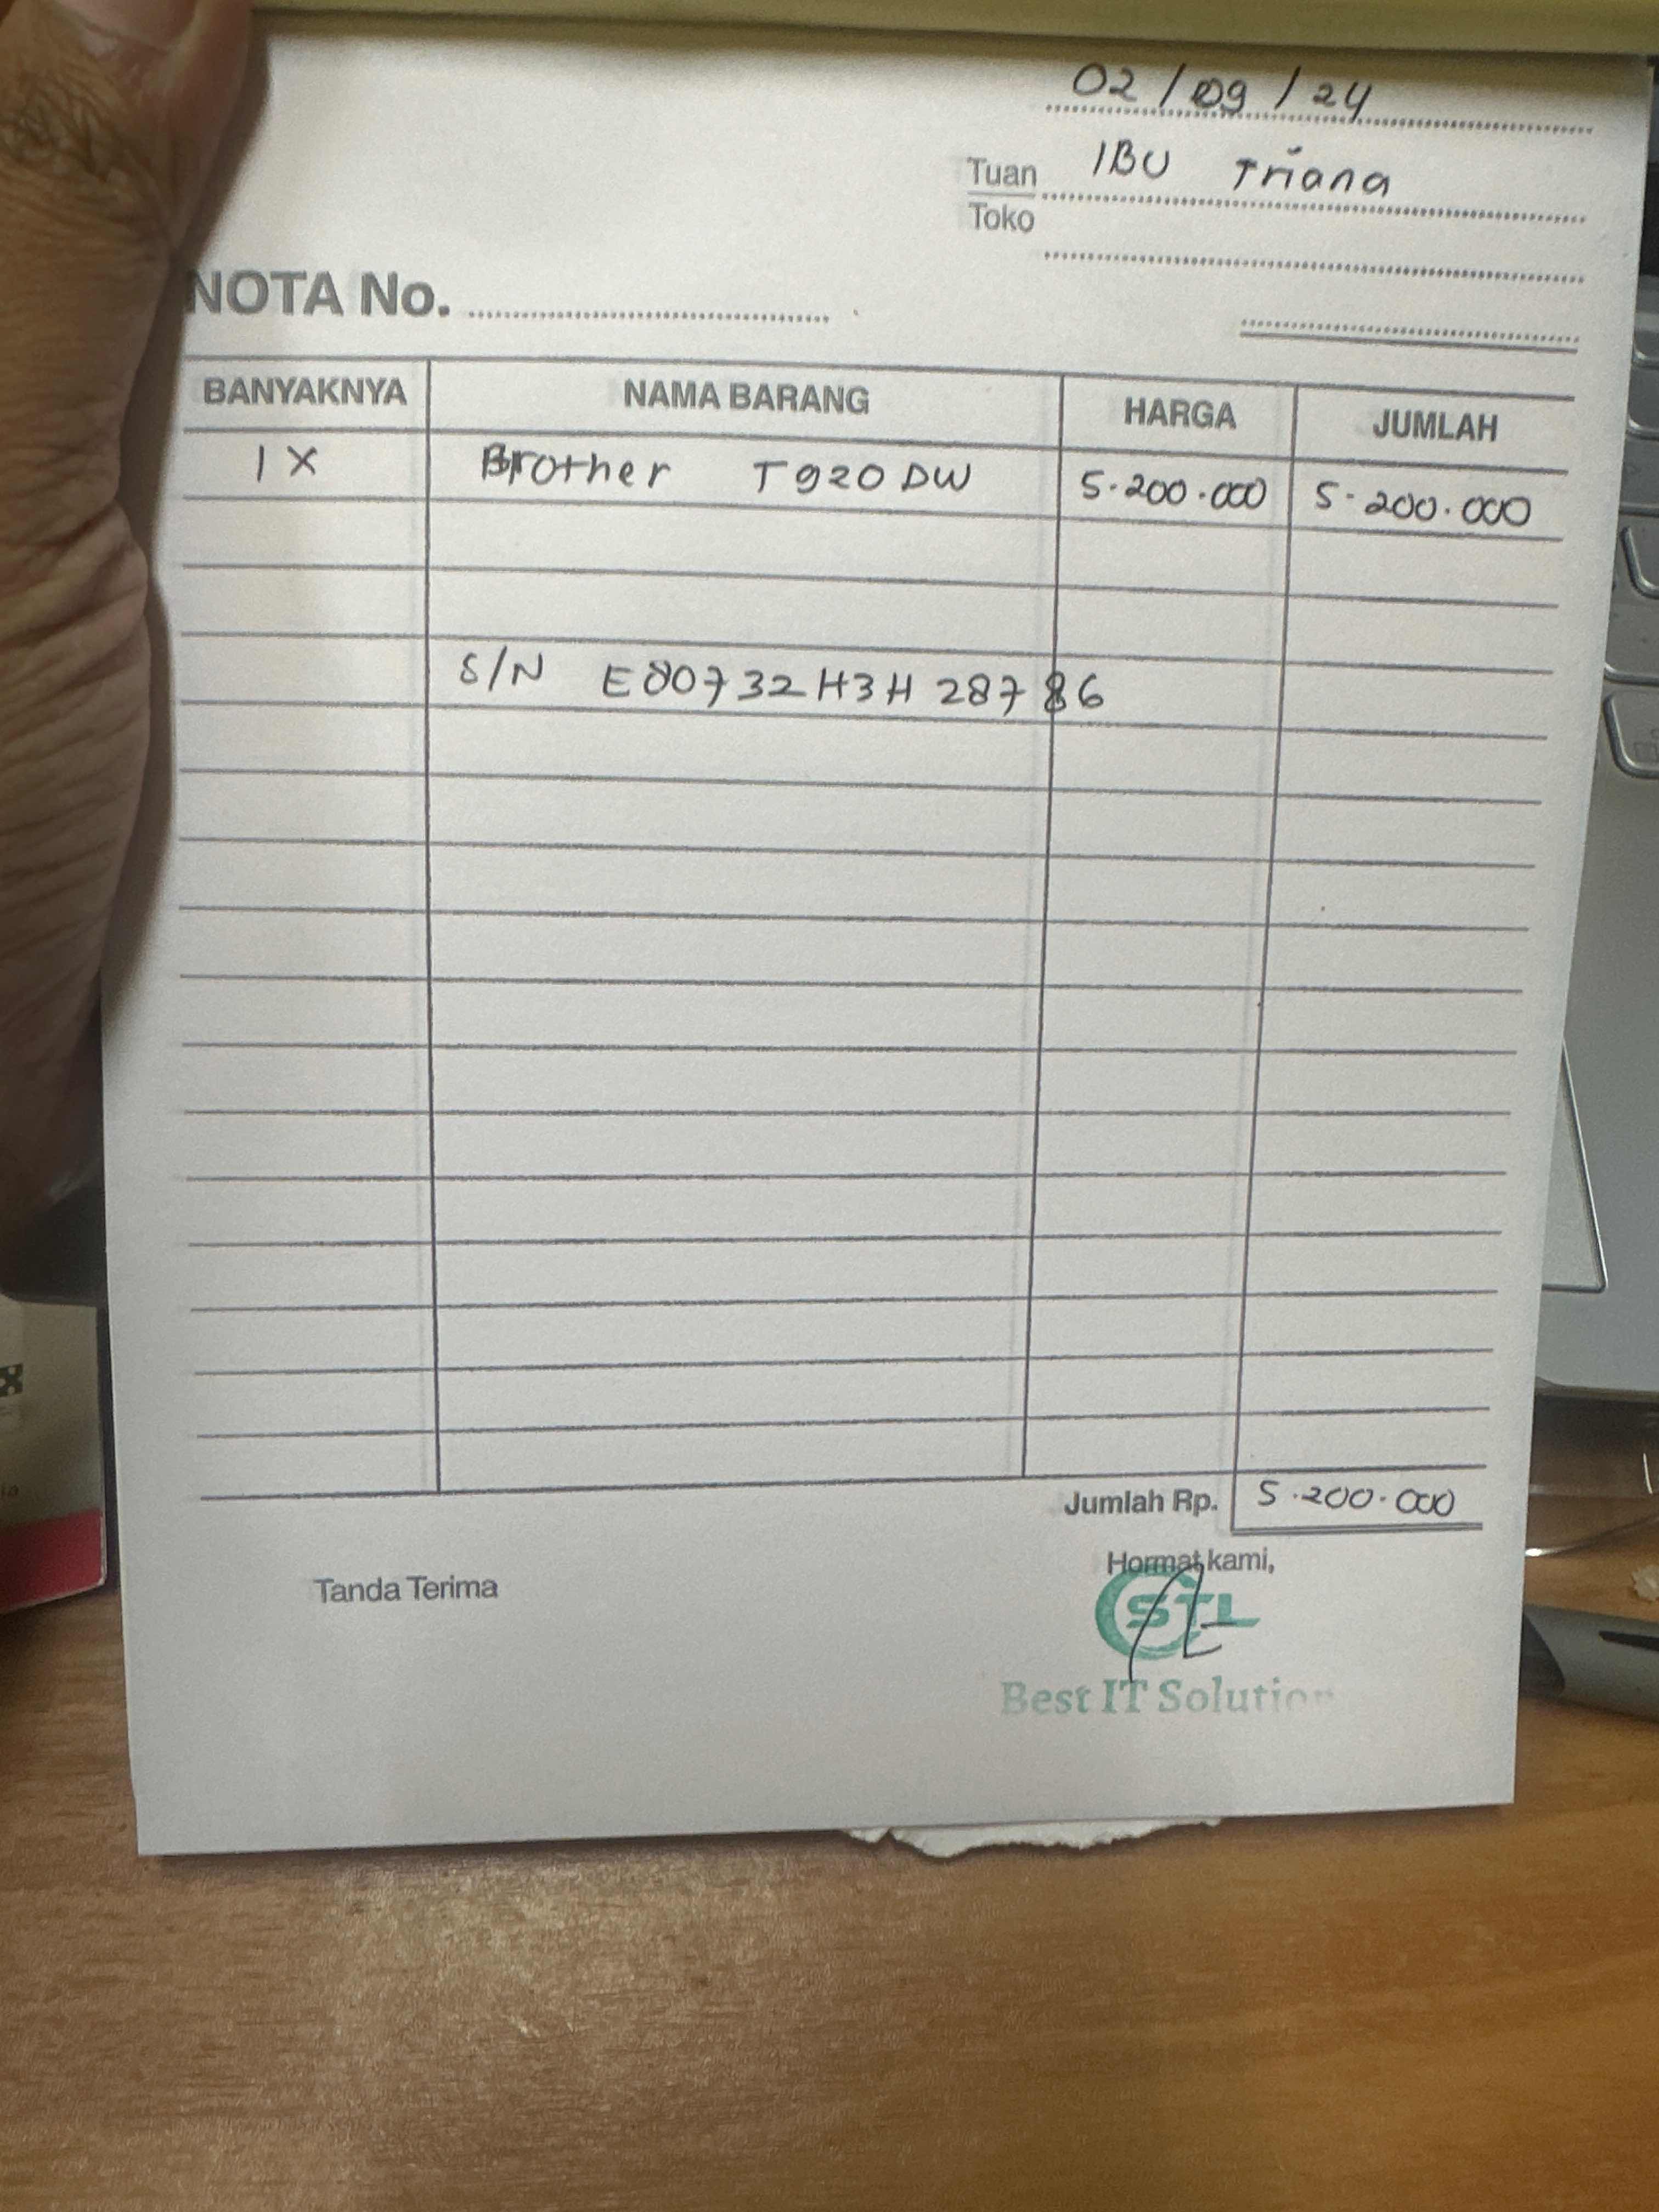 02/09/24
Tuan IBU Triana
Toko
NOTA No.
BANYAKNYA NAMA BARANG HARGA JUMLAH
1X Brother T920DW 5.200.000 5.200.000
S/N E80732H3H28786
Jumlah Rp. 5.200.000
Tanda Terima Hormat kami,
STL
Best IT Solution